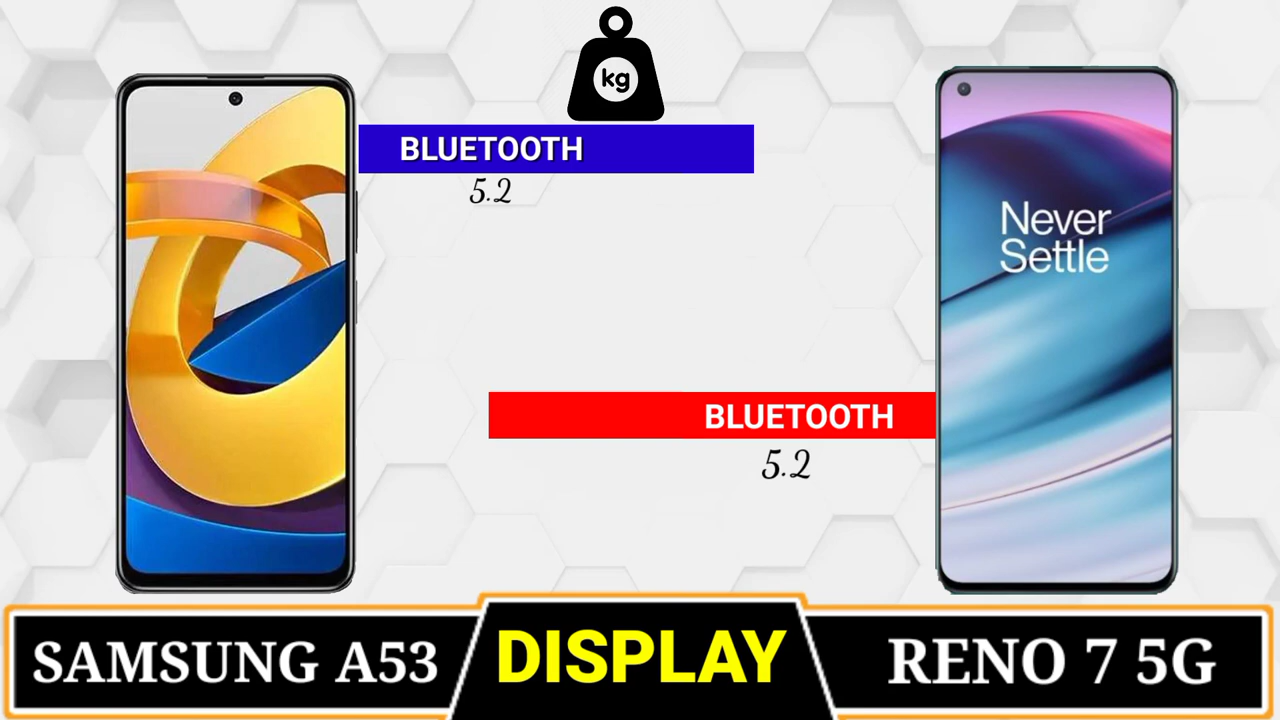 kg
BLUETOOTH
5.2
Never
Settle
BLUETOOTH
5.2
SAMSUNG A53
DISPLAY
RENO 7 5G